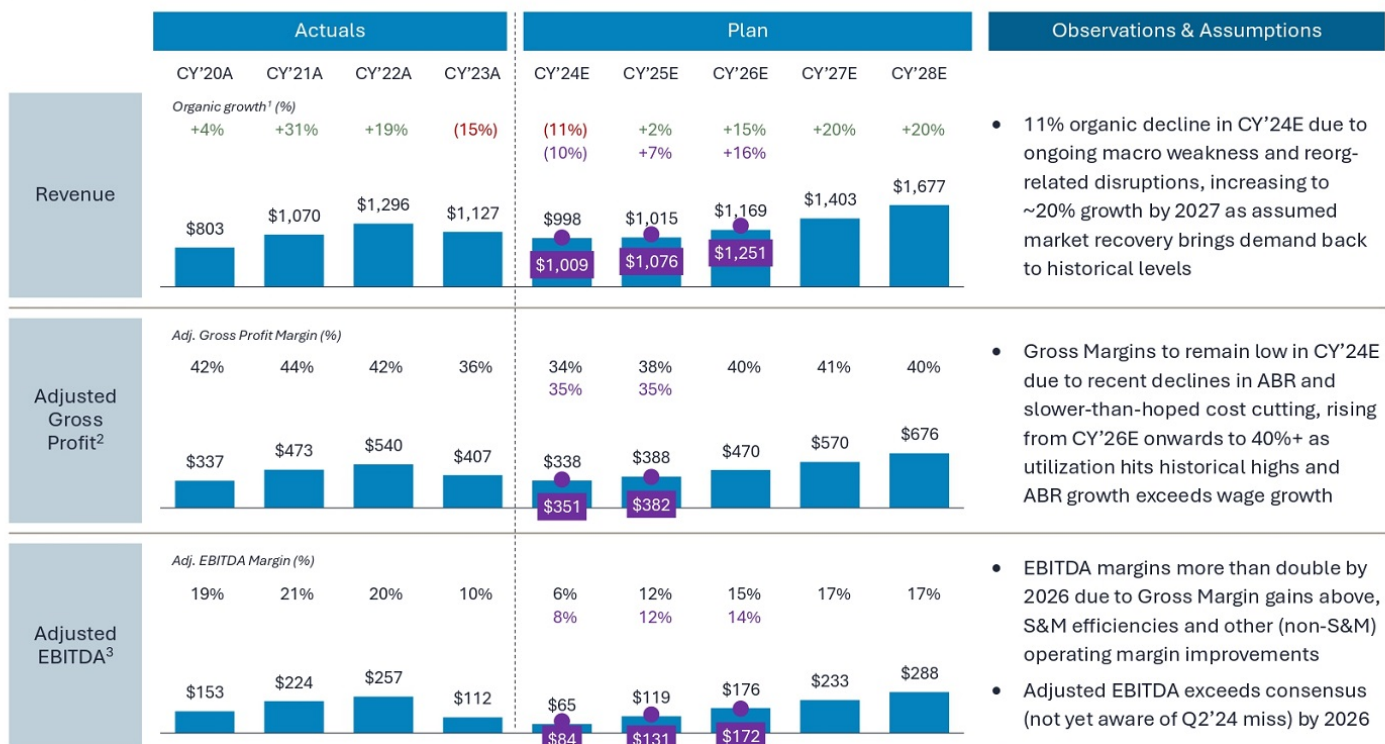 Actuals
Plan
Observations & Assumptions
CY’20A CY’21A CY’22A CY’23A CY’24E CY’25E CY’26E CY’27E CY’28E
Revenue
Organic growth¹ (%)
+4% +31% +19% (15%) (11%) +2% +15% +20% +20%
(10%) +7% +16%
$803 $1,070 $1,296 $1,127 $998 $1,015 $1,169 $1,403 $1,677
$1,009 $1,076 $1,251
• 11% organic decline in CY’24E due to
ongoing macro weakness and reorg-
related disruptions, increasing to
~20% growth by 2027 as assumed
market recovery brings demand back
to historical levels
Adjusted
Gross
Profit²
Adj. Gross Profit Margin (%)
42% 44% 42% 36% 34% 38% 40% 41% 40%
35% 35%
$337 $473 $540 $407 $338 $388 $470 $570 $676
$351 $382
• Gross Margins to remain low in CY’24E
due to recent declines in ABR and
slower-than-hoped cost cutting, rising
from CY’26E onwards to 40%+ as
utilization hits historical highs and
ABR growth exceeds wage growth
Adjusted
EBITDA³
Adj. EBITDA Margin (%)
19% 21% 20% 10% 6% 12% 15% 17% 17%
8% 12% 14%
$153 $224 $257 $112 $65 $119 $176 $233 $288
$84 $131 $172
• EBITDA margins more than double by
2026 due to Gross Margin gains above,
S&M efficiencies and other (non-S&M)
operating margin improvements
• Adjusted EBITDA exceeds consensus
(not yet aware of Q2’24 miss) by 2026